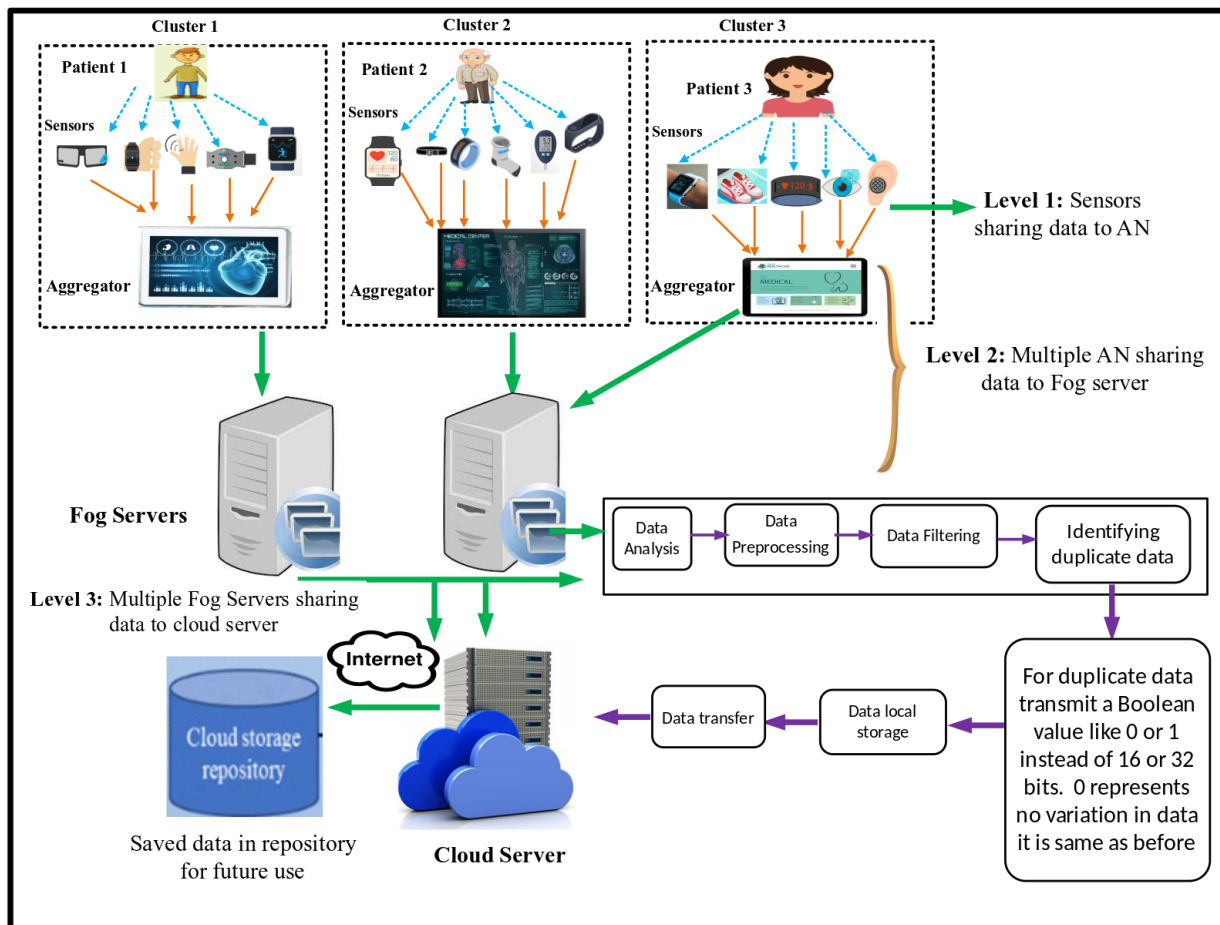 Cluster 1
Cluster 2
Cluster 3
Patient 1
Patient 2
Patient 3
Sensors
Sensors
Sensors
120
80
120
MEDICAL CENTER
MEDICAL
Aggregator
Aggregator
Aggregator
Level 1: Sensors
sharing data to AN
Level 2: Multiple AN sharing
data to Fog server
Fog Servers
Data
Analysis
Data
Preprocessing
Data Filtering
Identifying
duplicate data
Level 3: Multiple Fog Servers sharing
data to cloud server
Internet
Cloud storage
repository
Saved data in repository
for future use
Cloud Server
Data transfer
Data local
storage
For duplicate data
transmit a Boolean
value like 0 or 1
instead of 16 or 32
bits.  0 represents
no variation in data
it is same as before